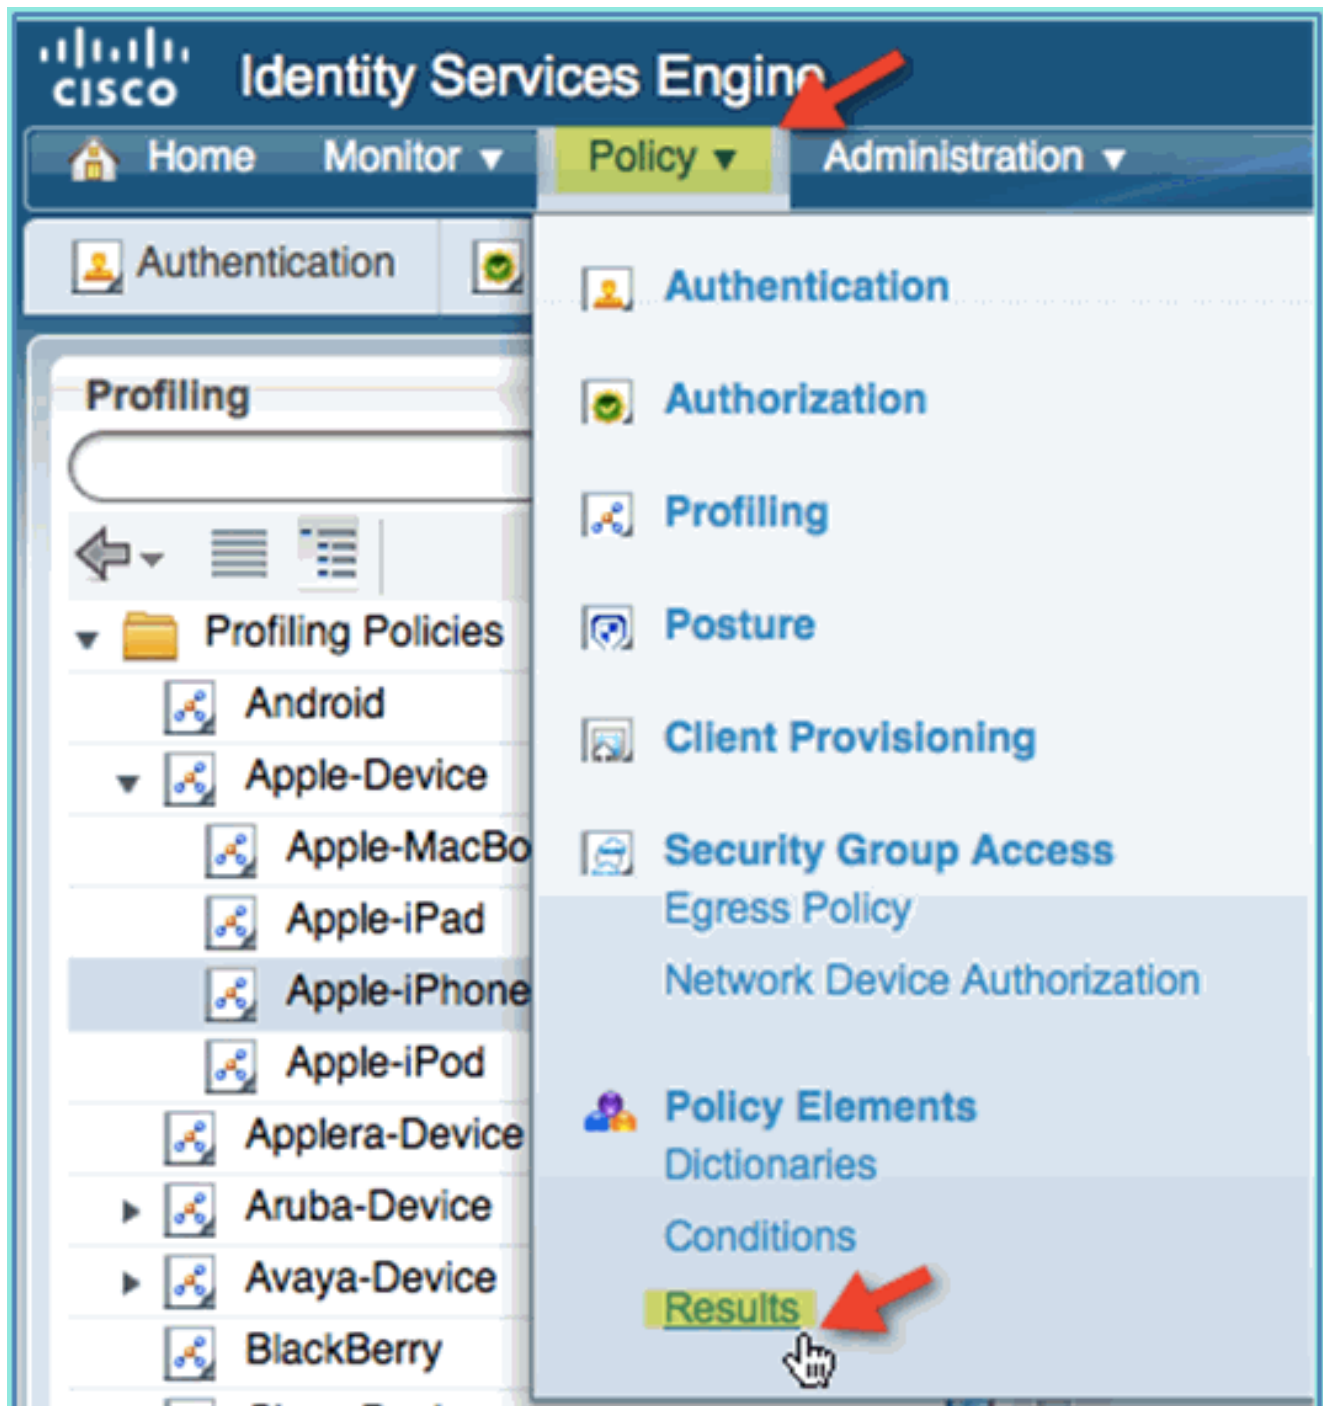 CISCO Identity Services Engine
Home Monitor Policy Administration
Authentication
Profiling
Profiling Policies
Android
Apple-Device
Apple-MacBo
Apple-iPad
Apple-iPhone
Apple-iPod
Applera-Device
Aruba-Device
Avaya-Device
BlackBerry
Authentication
Authorization
Profiling
Posture
Client Provisioning
Security Group Access
Egress Policy
Network Device Authorization
Policy Elements
Dictionaries
Conditions
Results